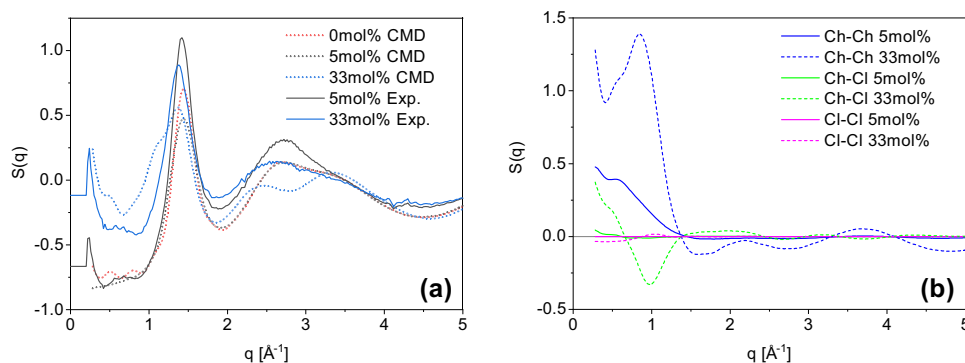 0mol% CMD
5mol% CMD
33mol% CMD
5mol% Exp.
33mol% Exp.
S(q)
1.0
0.5
0.0
-0.5
-1.0
(a)
0 1 2 3 4 5
q [Å⁻¹]
Ch-Ch 5mol%
Ch-Ch 33mol%
Ch-Cl 5mol%
Ch-Cl 33mol%
Cl-Cl 5mol%
Cl-Cl 33mol%
S(q)
1.5
1.0
0.5
0.0
-0.5
(b)
0 1 2 3 4 5
q [Å⁻¹]